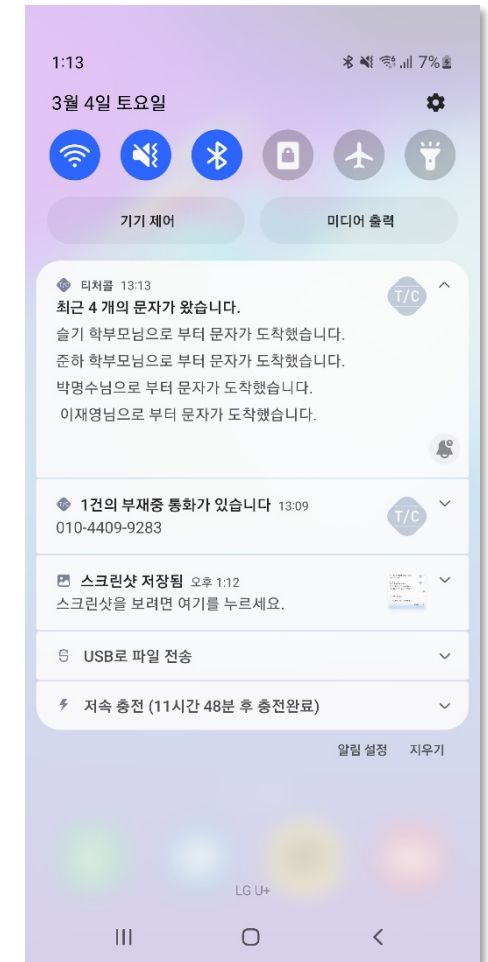 1:13 7%
3월 4일 토요일
기기 제어 미디어 출력
티처콜 13:13
최근 4 개의 문자가 왔습니다.
T/C
슬기 학부모님으로 부터 문자가 도착했습니다.
준하 학부모님으로 부터 문자가 도착했습니다.
박명수님으로 부터 문자가 도착했습니다.
이재영님으로 부터 문자가 도착했습니다.
1건의 부재중 통화가 있습니다 13:09
010-4409-9283
T/C
스크린샷 저장됨 오후 1:12
스크린샷을 보려면 여기를 누르세요.
USB로 파일 전송
저속 충전 (11시간 48분 후 충전완료)
알림 설정 지우기
LG U+